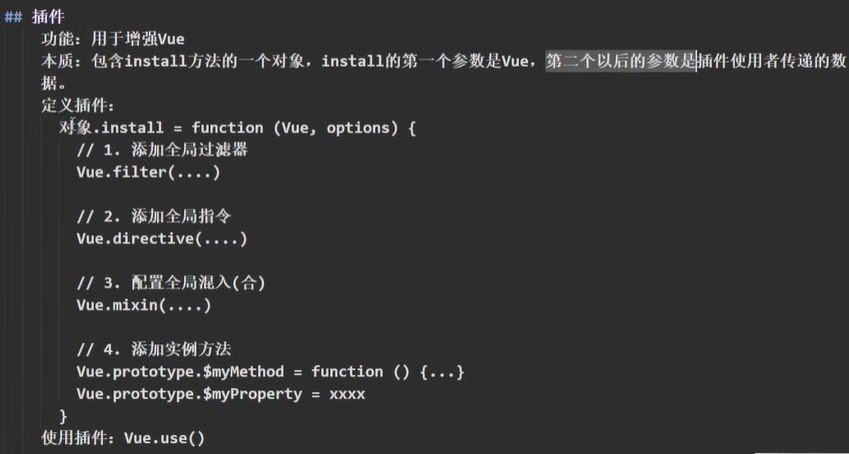 ## 插件
功能：用于增强Vue
本质：包含install方法的一个对象，install的第一个参数是Vue，第二个以后的参数是插件使用者传递的数
据。
定义插件：
对象.install = function (Vue, options) {
// 1. 添加全局过滤器
Vue.filter(....)
// 2. 添加全局指令
Vue.directive(....)
// 3. 配置全局混入(合)
Vue.mixin(....)
// 4. 添加实例方法
Vue.prototype.$myMethod = function () {...}
Vue.prototype.$myProperty = xxxx
}
使用插件：Vue.use()